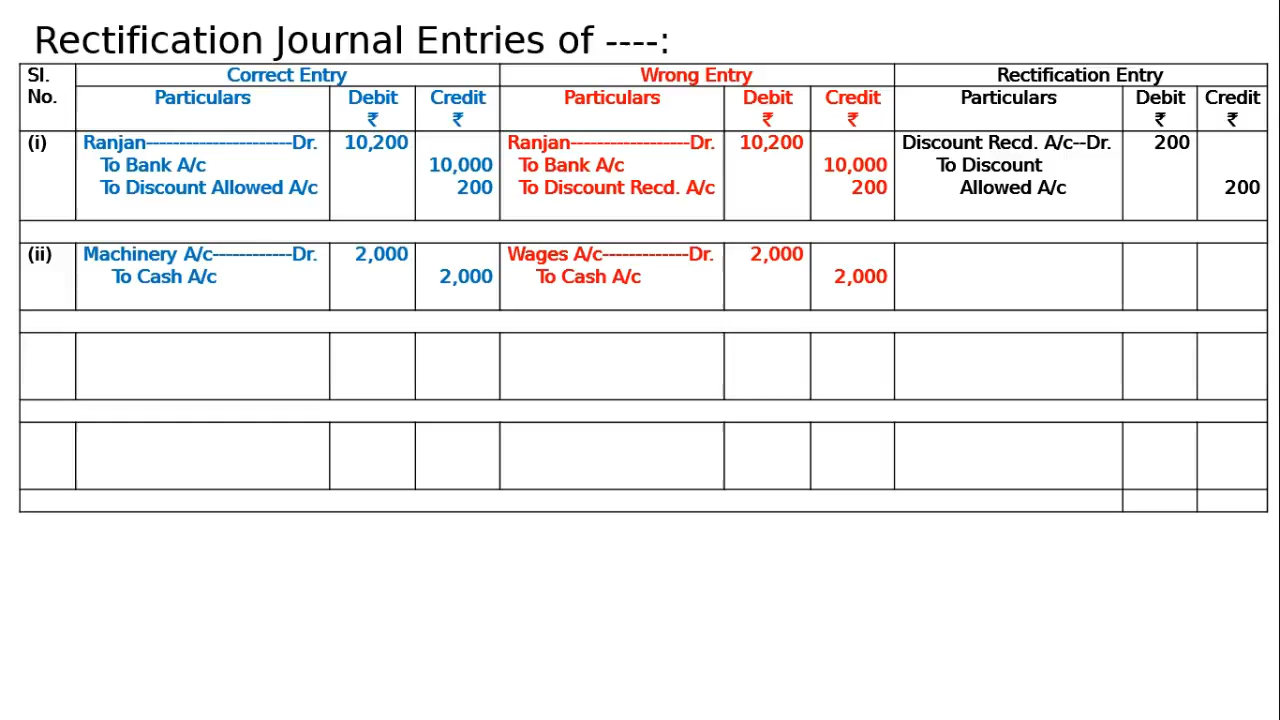 Rectification Journal Entries of ----:
Sl. No. Correct Entry Wrong Entry Rectification Entry
Particulars Debit ₹ Credit ₹ Particulars Debit ₹ Credit ₹ Particulars Debit ₹ Credit ₹
(i) Ranjan----------------------Dr. 10,200 Ranjan------------------Dr. 10,200 Discount Recd. A/c--Dr. 200
To Bank A/c 10,000 To Bank A/c 10,000 To Discount
To Discount Allowed A/c 200 To Discount Recd. A/c 200 Allowed A/c 200
(ii) Machinery A/c------------Dr. 2,000 Wages A/c-------------Dr. 2,000
To Cash A/c 2,000 To Cash A/c 2,000